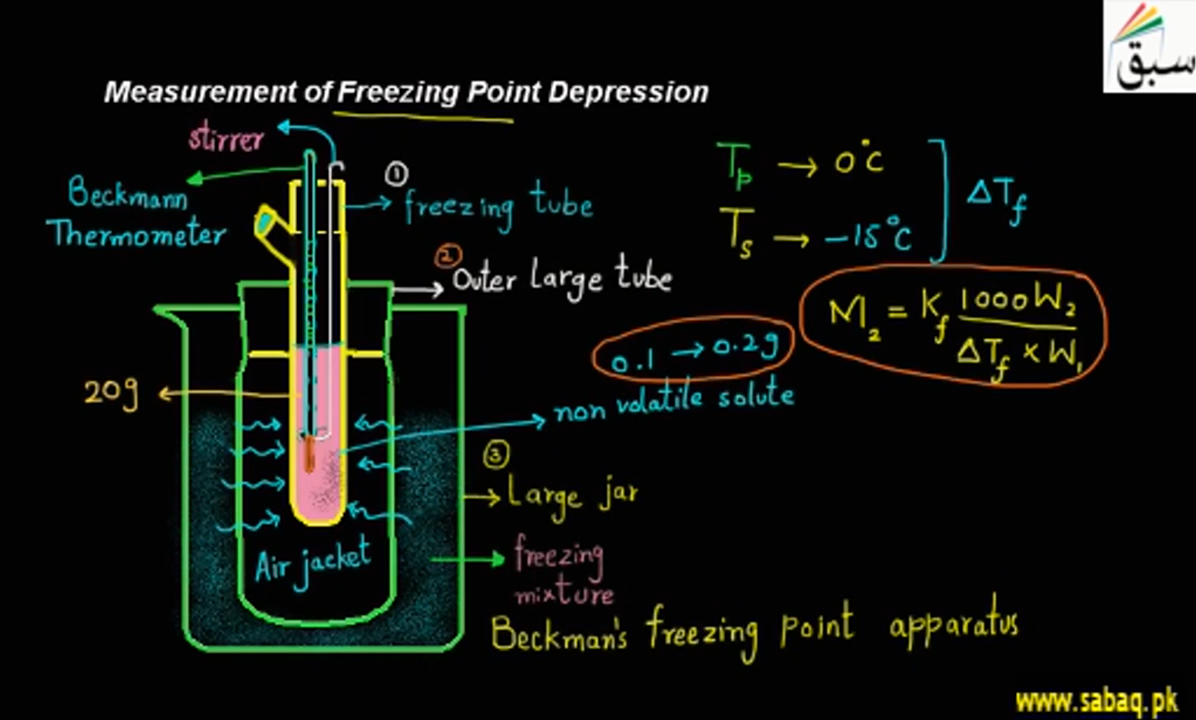 سبق
Measurement of Freezing Point Depression
stirrer
Beckmann
Thermometer
①
freezing tube
②
Outer large tube
Tp → 0°C
Ts → -15°C
ΔTf
M2 = Kf 1000W2 / ΔTf × W1
0.1 → 0.2g
non volatile solute
20g
③
Large jar
Air jacket
freezing
mixture
Beckman's freezing point apparatus
www.sabaq.pk